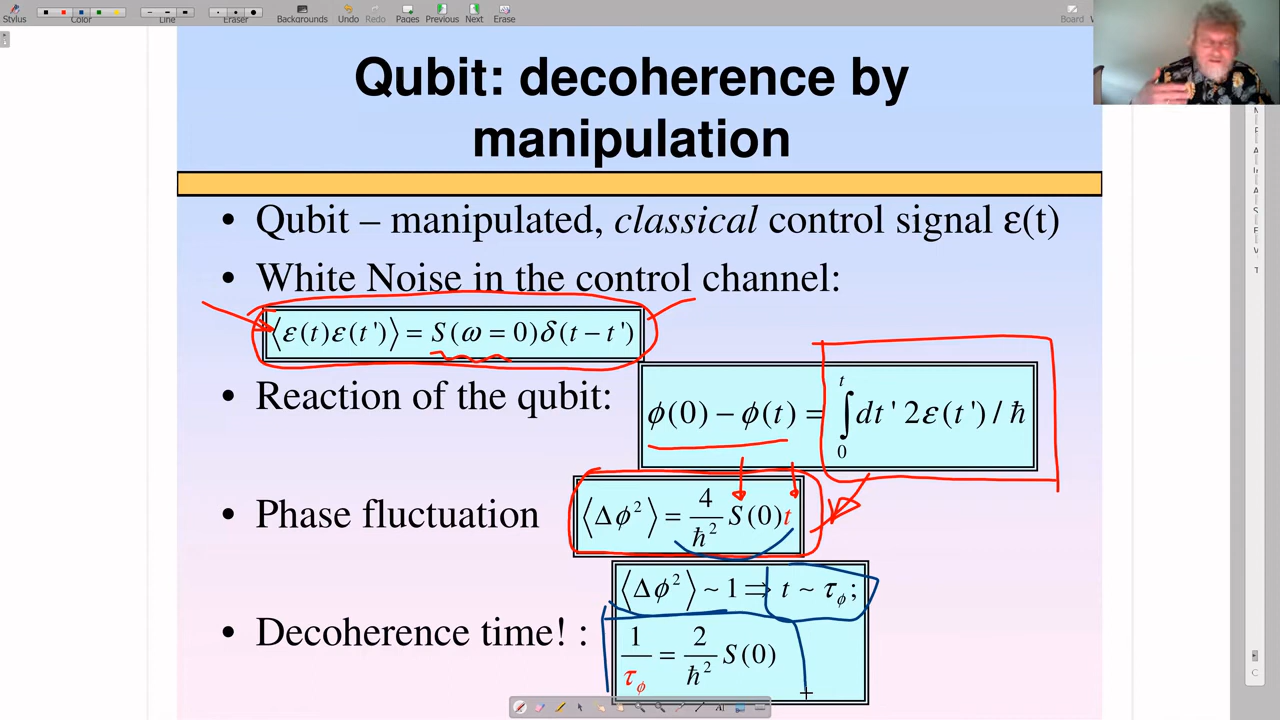 Stylus Color Line Eraser Backgrounds Undo Redo Pages Previous Next Erase Board
Qubit: decoherence by
manipulation
• Qubit – manipulated, classical control signal ε(t)
• White Noise in the control channel:
⟨ε(t)ε(t')⟩ = S(ω = 0)δ(t − t')
• Reaction of the qubit:
ϕ(0) − ϕ(t) = ∫₀ᵗ dt ' 2ε(t ') / ℏ
• Phase fluctuation
⟨Δϕ²⟩ = 4/ℏ² S(0)t
⟨Δϕ²⟩ ~ 1 ⇒ t ~ τ_ϕ;
• Decoherence time! :
1/τ_ϕ = 2/ℏ² S(0)